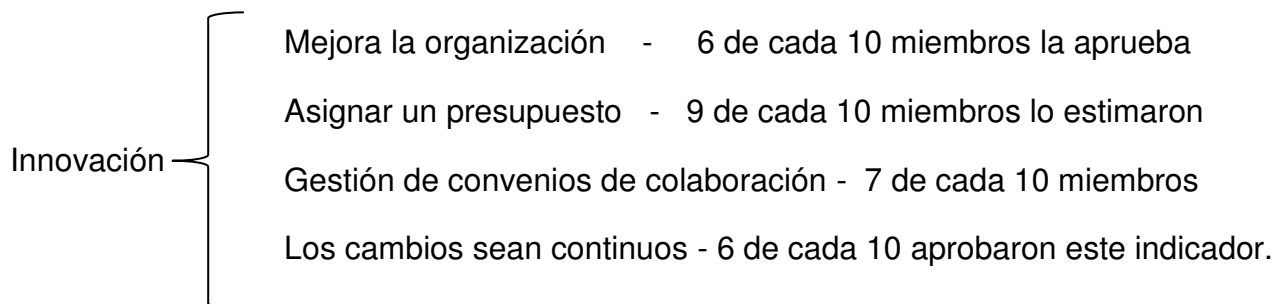 Mejora la organización - 6 de cada 10 miembros la aprueba
Asignar un presupuesto - 9 de cada 10 miembros lo estimaron
Innovación
Gestión de convenios de colaboración - 7 de cada 10 miembros
Los cambios sean continuos - 6 de cada 10 aprobaron este indicador.